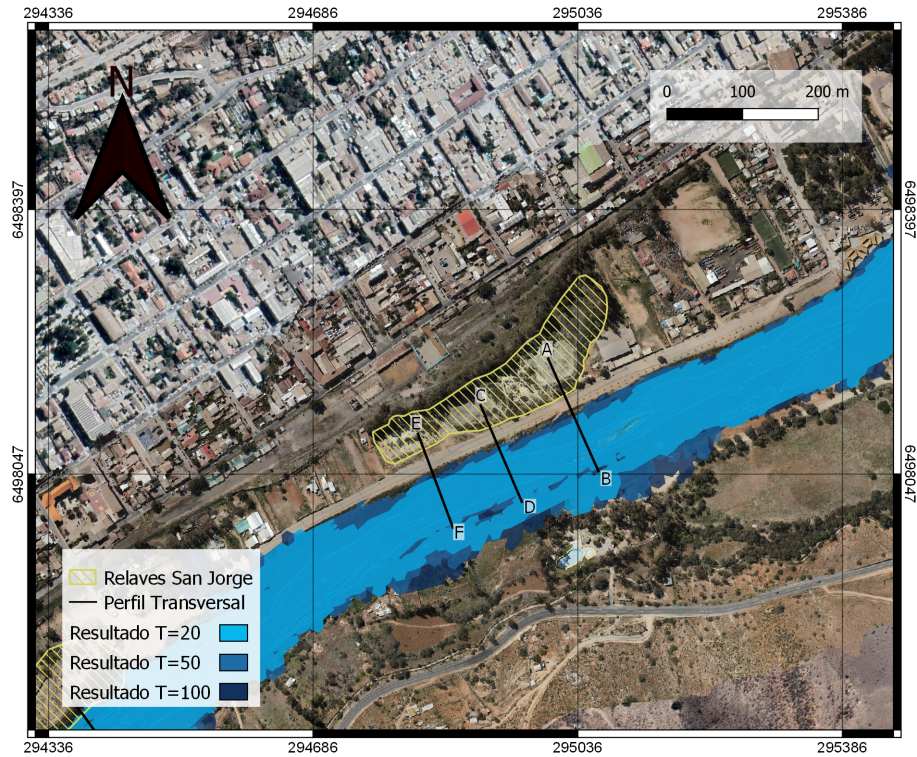 294336 294686 295036 295386
N
0 100 200 m
6498397 6498397
A
C
E
6498047 6498047
B
D
F
Relaves San Jorge
Perfil Transversal
Resultado T=20
Resultado T=50
Resultado T=100
294336 294686 295036 295386